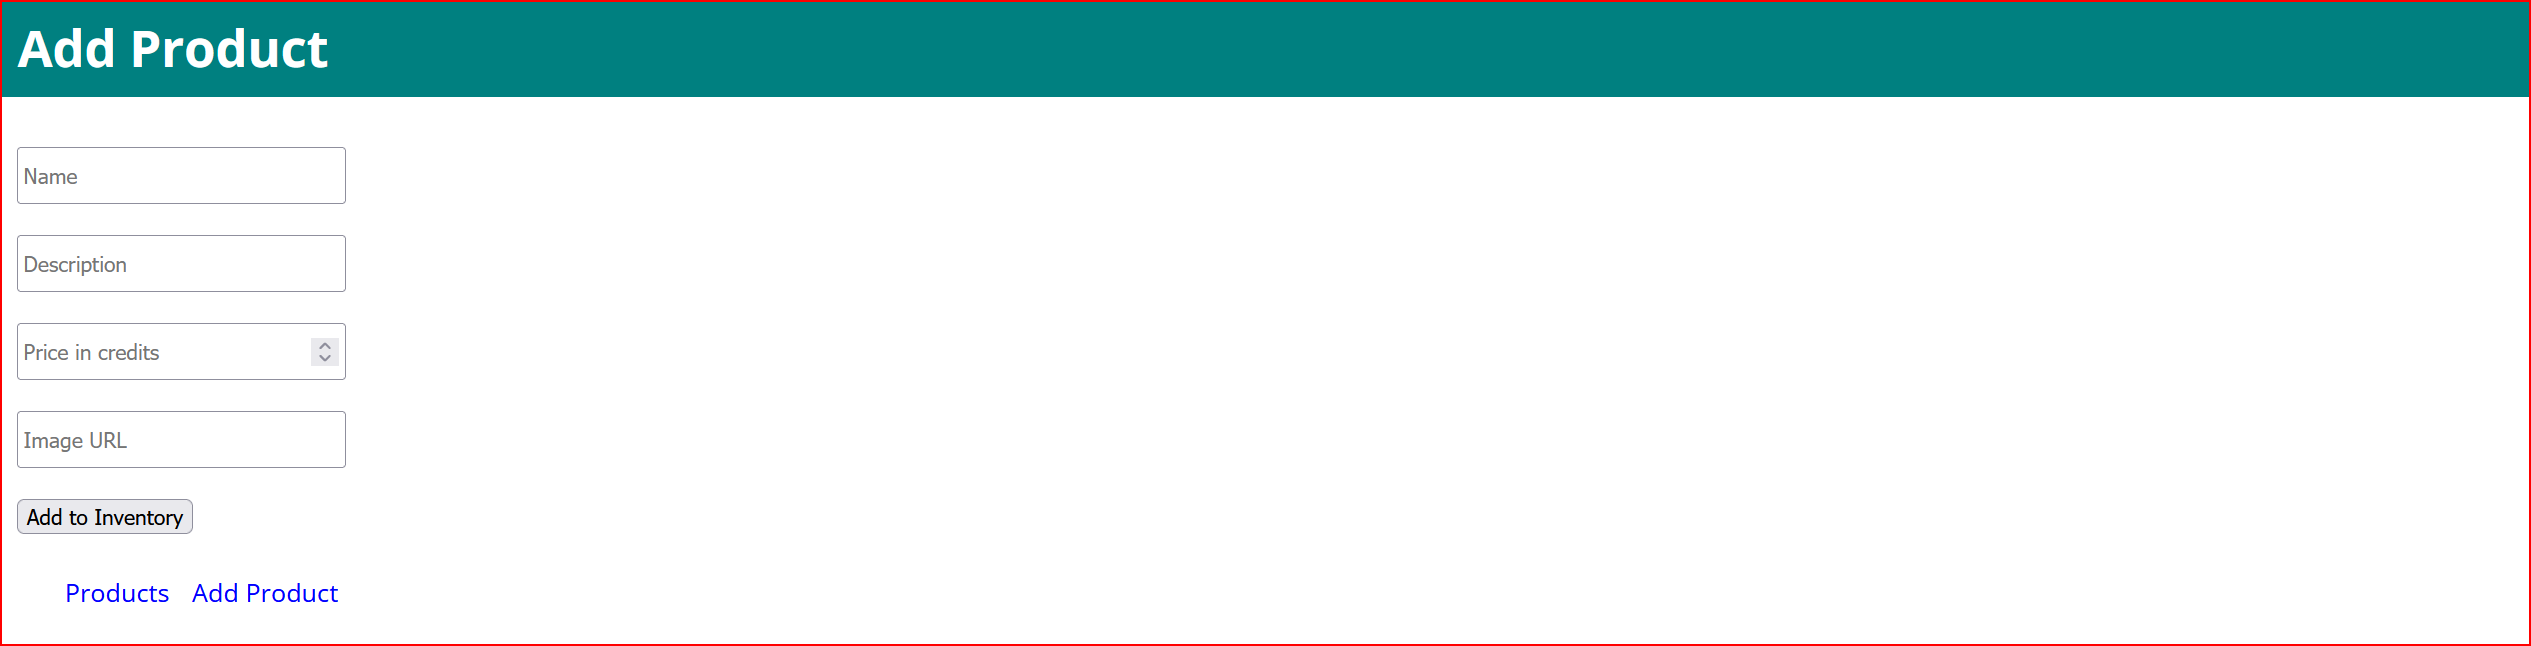 Add Product
Name
Description
Price in credits
Image URL
Add to Inventory
Products Add Product